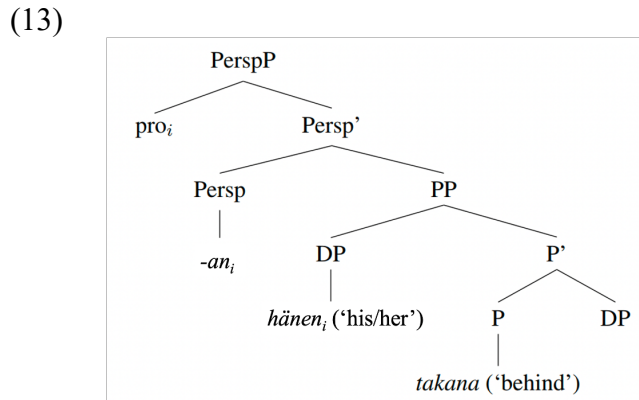 (13)
PerspP
proi Persp’
Persp PP
-ani DP P’
häneni (‘his/her’) P DP
takana (‘behind’)